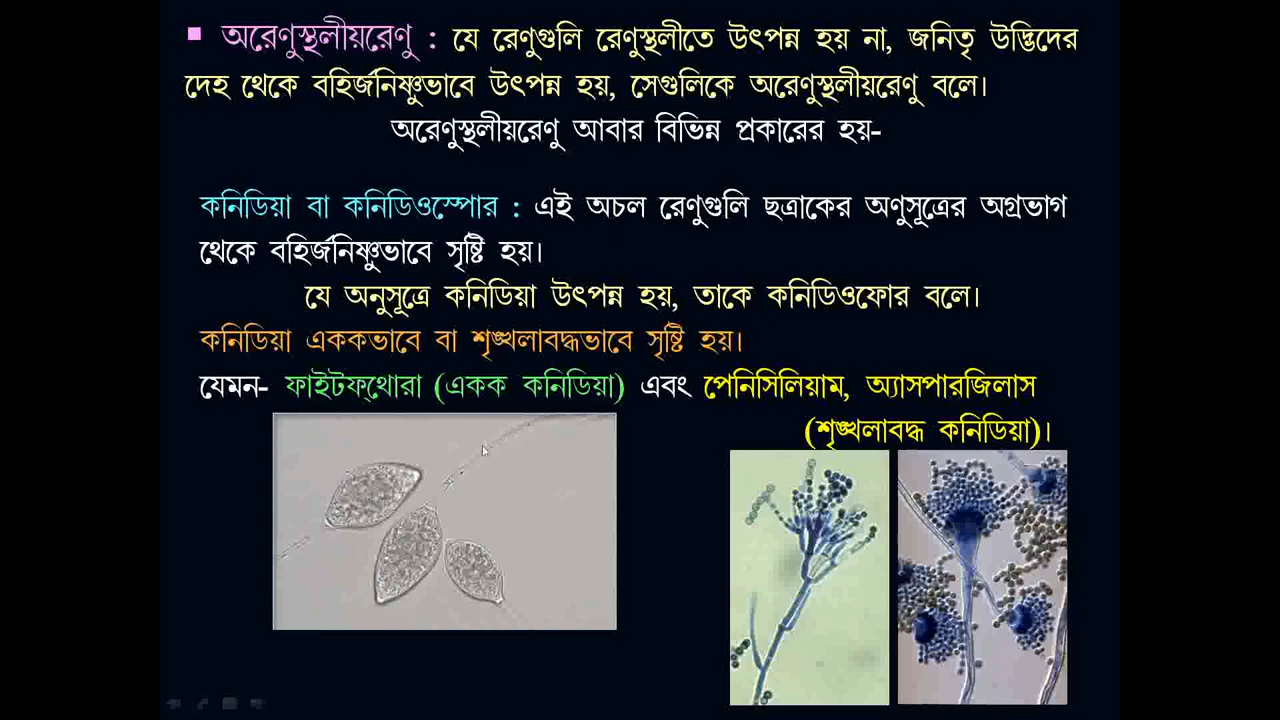 ▪ অরেণুস্থলীয়রেণু : যে রেণুগুলি রেণুস্থলীতে উৎপন্ন হয় না, জনিতৃ উদ্ভিদের
দেহ থেকে বহির্জনিষ্ণুভাবে উৎপন্ন হয়, সেগুলিকে অরেণুস্থলীয়রেণু বলে।
অরেণুস্থলীয়রেণু আবার বিভিন্ন প্রকারের হয়-
কনিডিয়া বা কনিডিওস্পোর : এই অচল রেণুগুলি ছত্রাকের অণুসূত্রের অগ্রভাগ
থেকে বহির্জনিষ্ণুভাবে সৃষ্টি হয়।
যে অনুসূত্রে কনিডিয়া উৎপন্ন হয়, তাকে কনিডিওফোর বলে।
কনিডিয়া এককভাবে বা শৃঙ্খলাবদ্ধভাবে সৃষ্টি হয়।
যেমন- ফাইটফ্‌থোরা (একক কনিডিয়া) এবং পেনিসিলিয়াম, অ্যাসপারজিলাস
(শৃঙ্খলাবদ্ধ কনিডিয়া)।